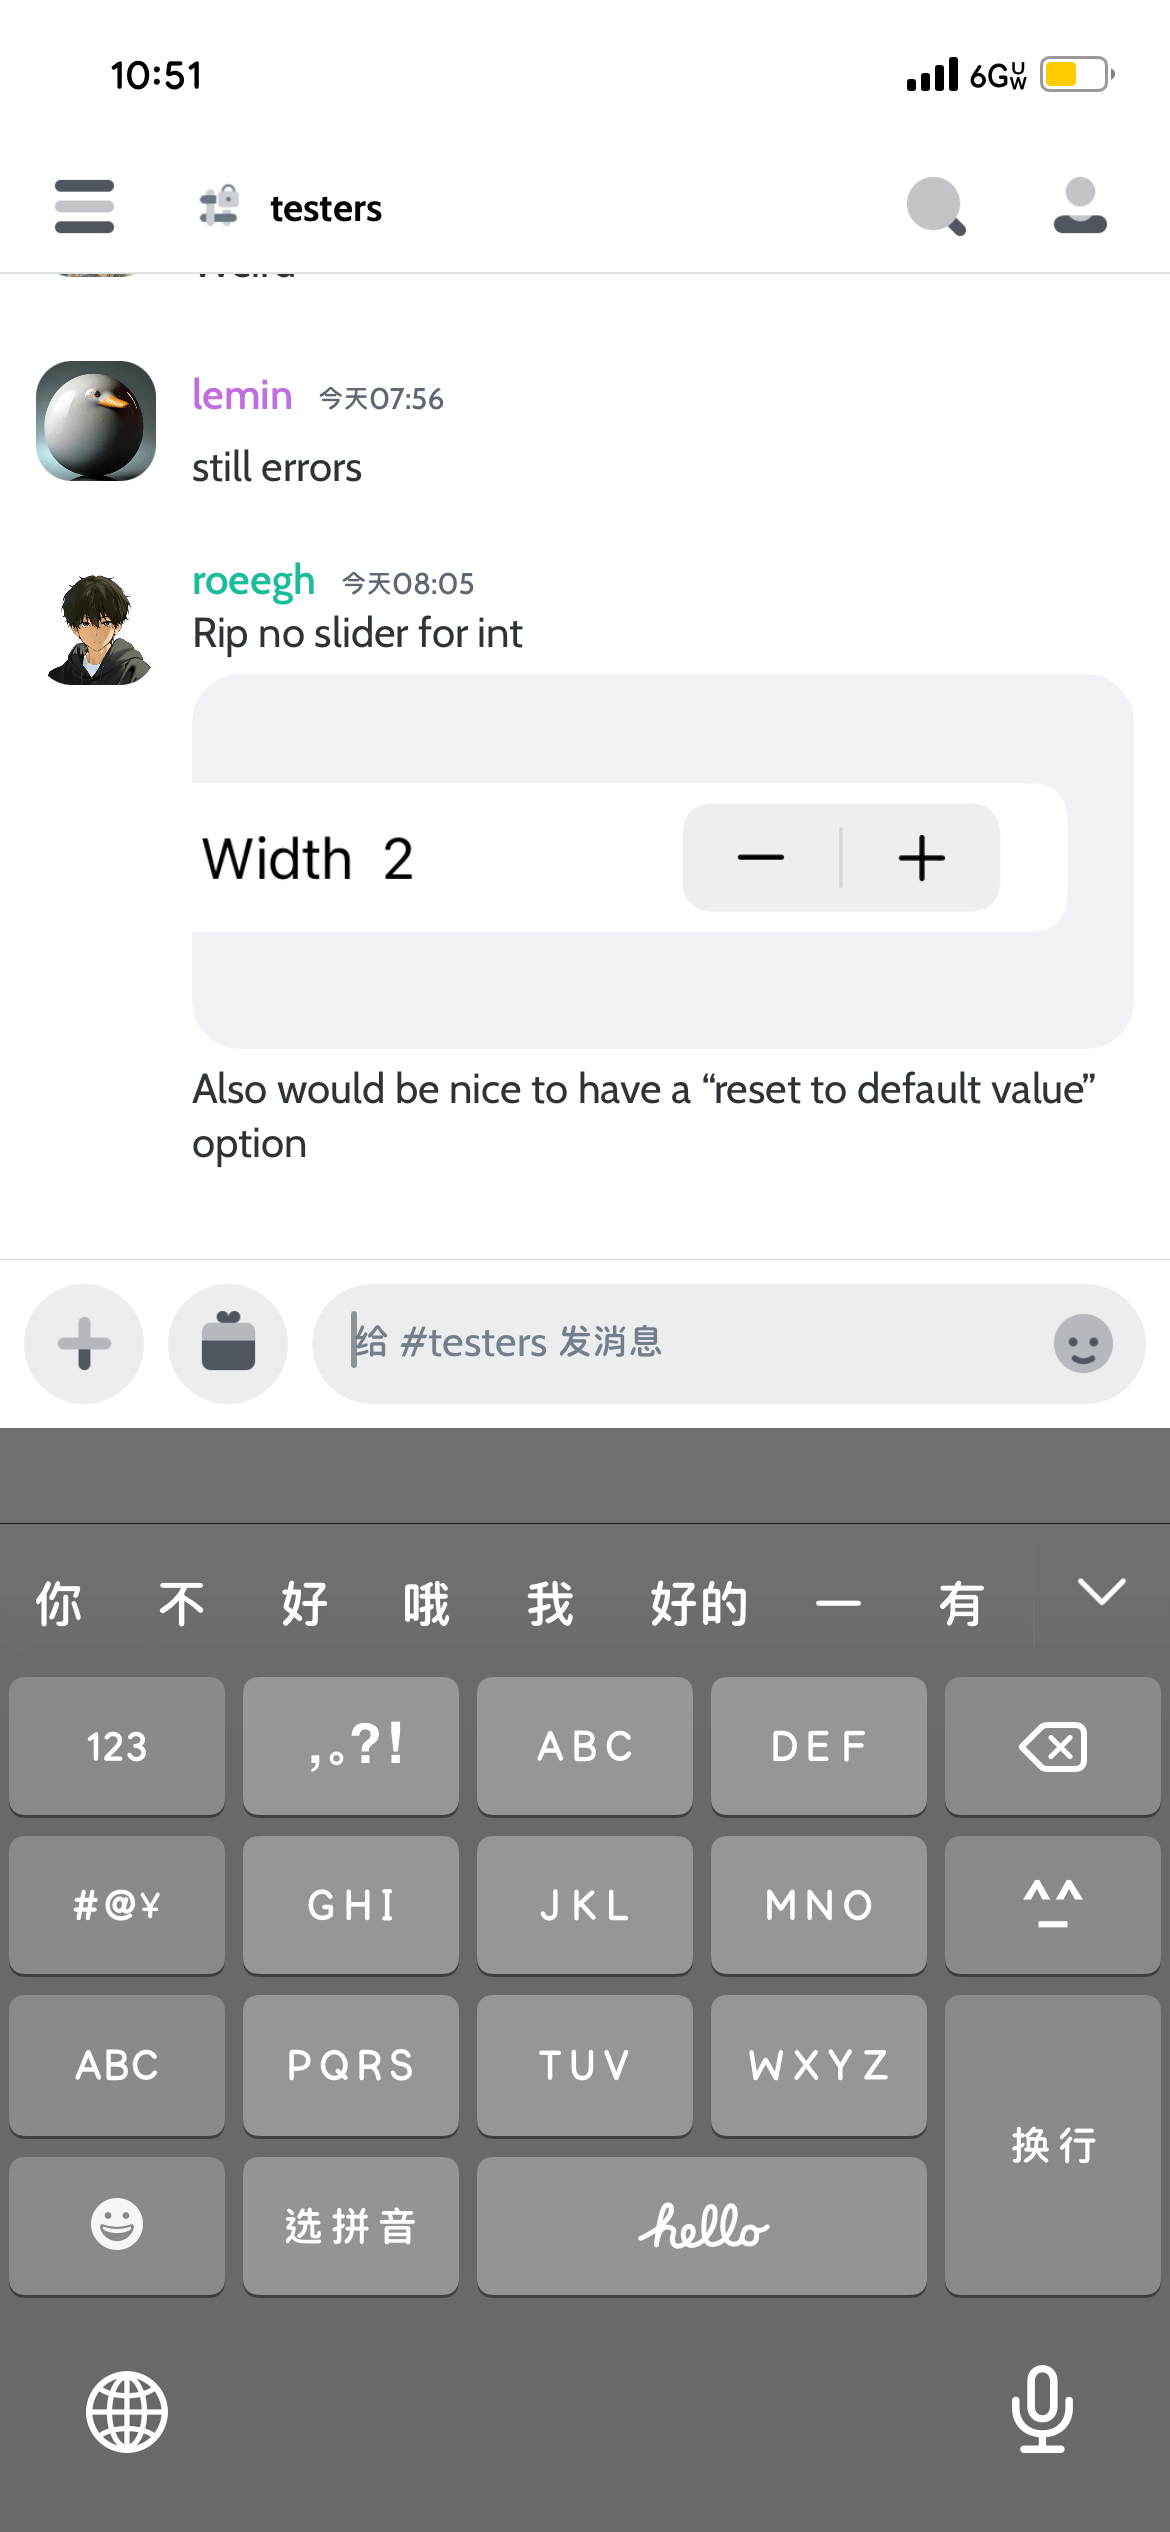 10:51
6G UW
testers
lemin 今天07:56
still errors
roeegh 今天08:05
Rip no slider for int
Width 2
Also would be nice to have a “reset to default value”
option
给 #testers 发消息
你 不 好 哦 我 好的 一 有
123 ,。?! ABC DEF
#@¥ GHI JKL MNO ^^
ABC PQRS TUV WXYZ
换行
选拼音 hello